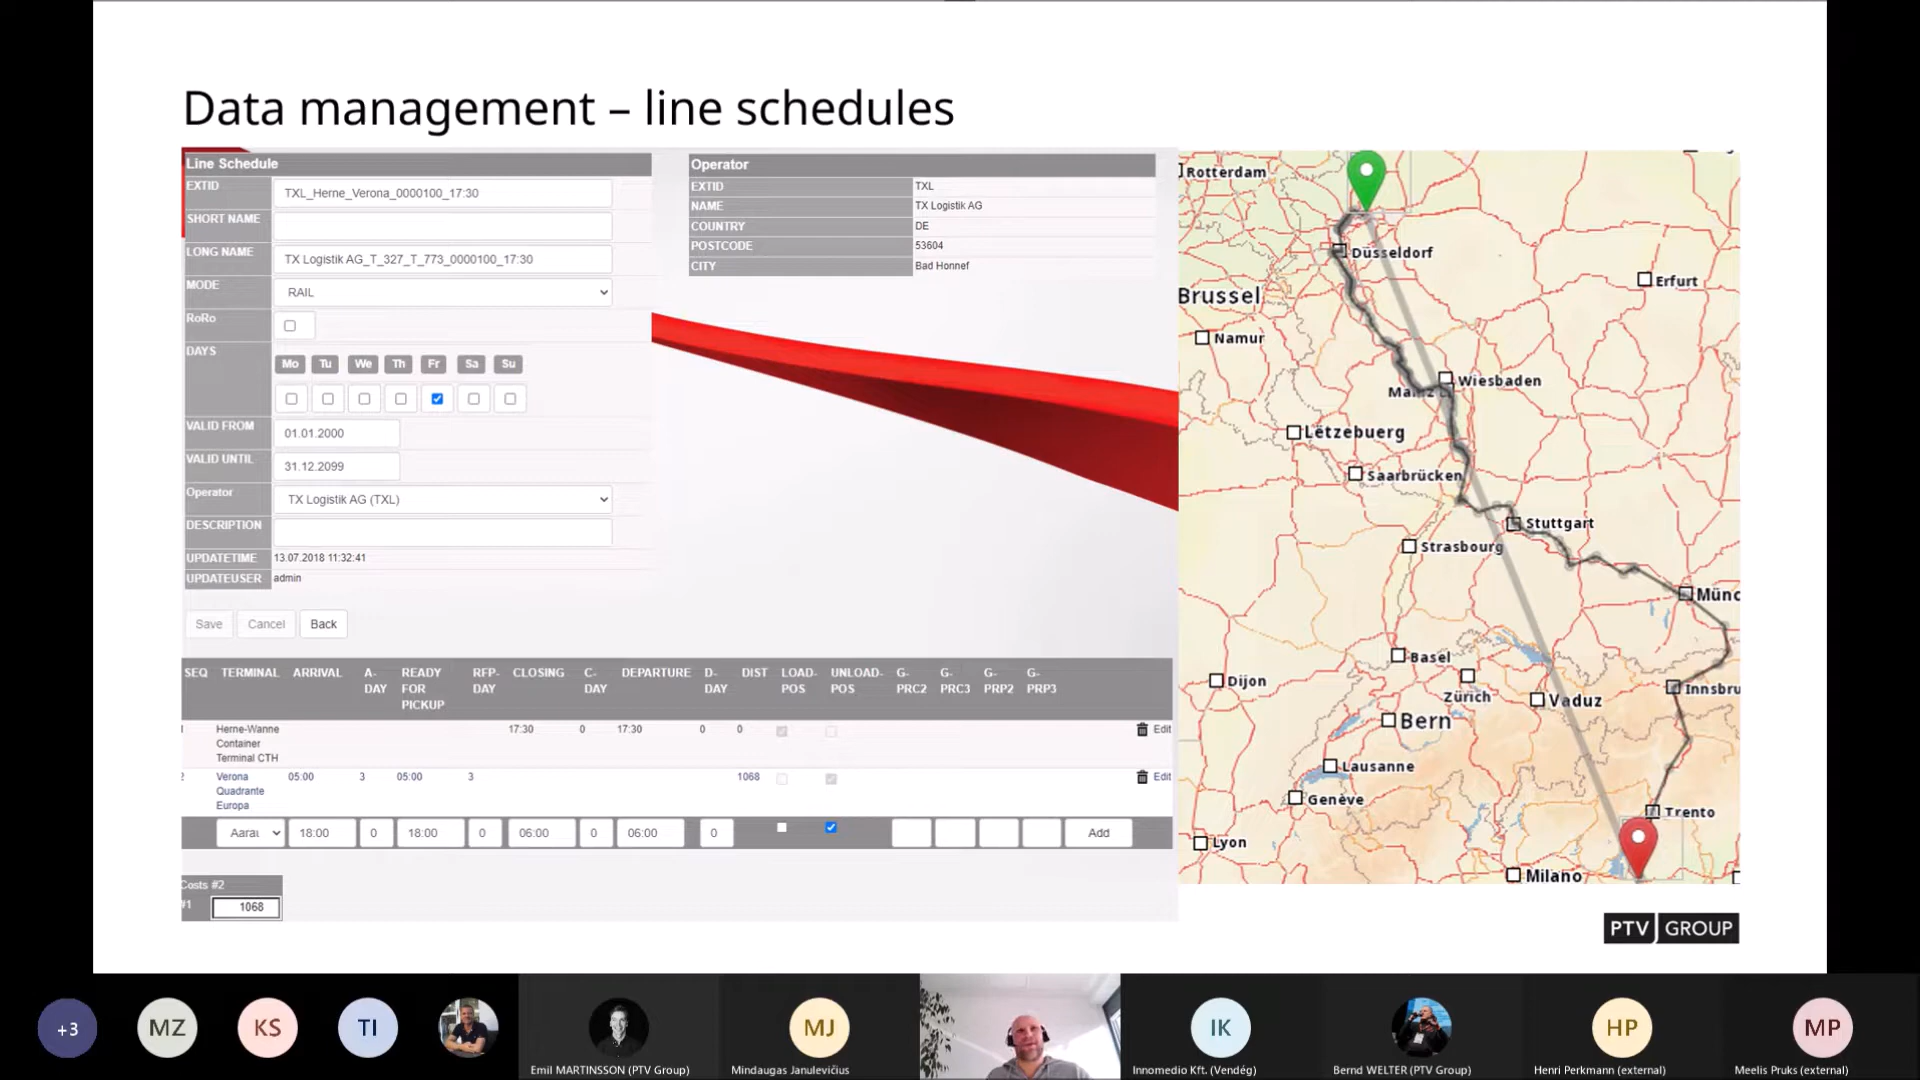 Data management – line schedules
Line Schedule
EXTID
TXL_Herne_Verona_0000100_17:30
SHORT NAME
LONG NAME
TX Logistik AG_T_327_T_773_0000100_17:30
MODE
RAIL
RoRo
DAYS
Mo Tu We Th Fr Sa Su
VALID FROM
01.01.2000
VALID UNTIL
31.12.2099
Operator
TX Logistik AG (TXL)
DESCRIPTION
UPDATETIME
13.07.2018 11:32:41
UPDATEUSER
admin
Save Cancel Back
Operator
EXTID TXL
NAME TX Logistik AG
COUNTRY DE
POSTCODE 53604
CITY Bad Honnef
SEQ TERMINAL ARRIVAL A-DAY READY FOR PICKUP RFP-DAY CLOSING C-DAY DEPARTURE D-DAY DIST LOAD-POS UNLOAD-POS G-PRC2 G-PRC3 G-PRP2 G-PRP3
1 Herne-Wanne Container Terminal CTH 17:30 0 17:30 0 0 Edit
2 Verona Quadrante Europa 05:00 3 05:00 3 1068 Edit
Aarau 18:00 0 18:00 0 06:00 0 06:00 0 Add
Costs #2
#1 1068
Rotterdam
Düsseldorf
Erfurt
Brussel
Namur
Wiesbaden
Mainz
Lëtzebuerg
Saarbrücken
Stuttgart
Strasbourg
Münc
Basel
Dijon
Zürich
Innsbru
Vaduz
Bern
Lausanne
Genève
Trento
Lyon
Milano
PTV GROUP
+3
MZ
KS
TI
Emil MARTINSSON (PTV Group)
MJ
Mindaugas Janulevičius
IK
Innomedio Kft. (Vendég)
Bernd WELTER (PTV Group)
HP
Henri Perkmann (external)
MP
Meelis Pruks (external)